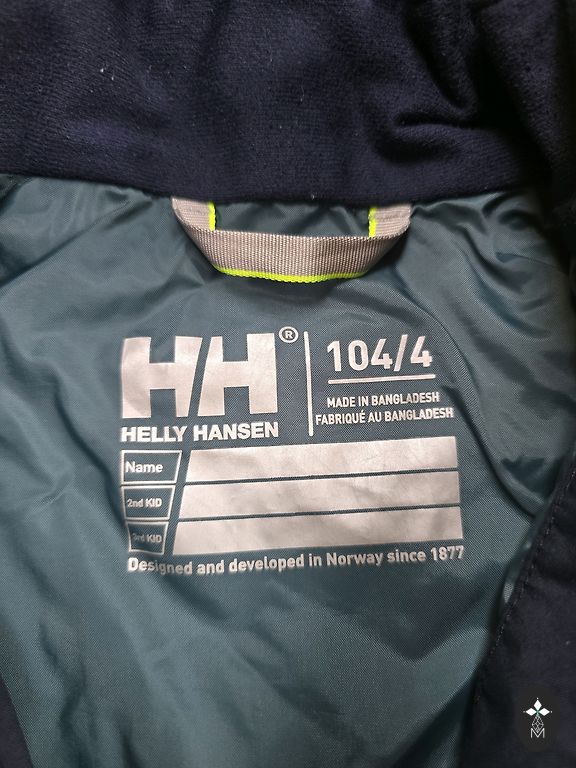 HH®
HELLY HANSEN
104/4
MADE IN BANGLADESH
FABRIQUÉ AU BANGLADESH
Name
2nd KID
3rd KID
Designed and developed in Norway since 1877
M